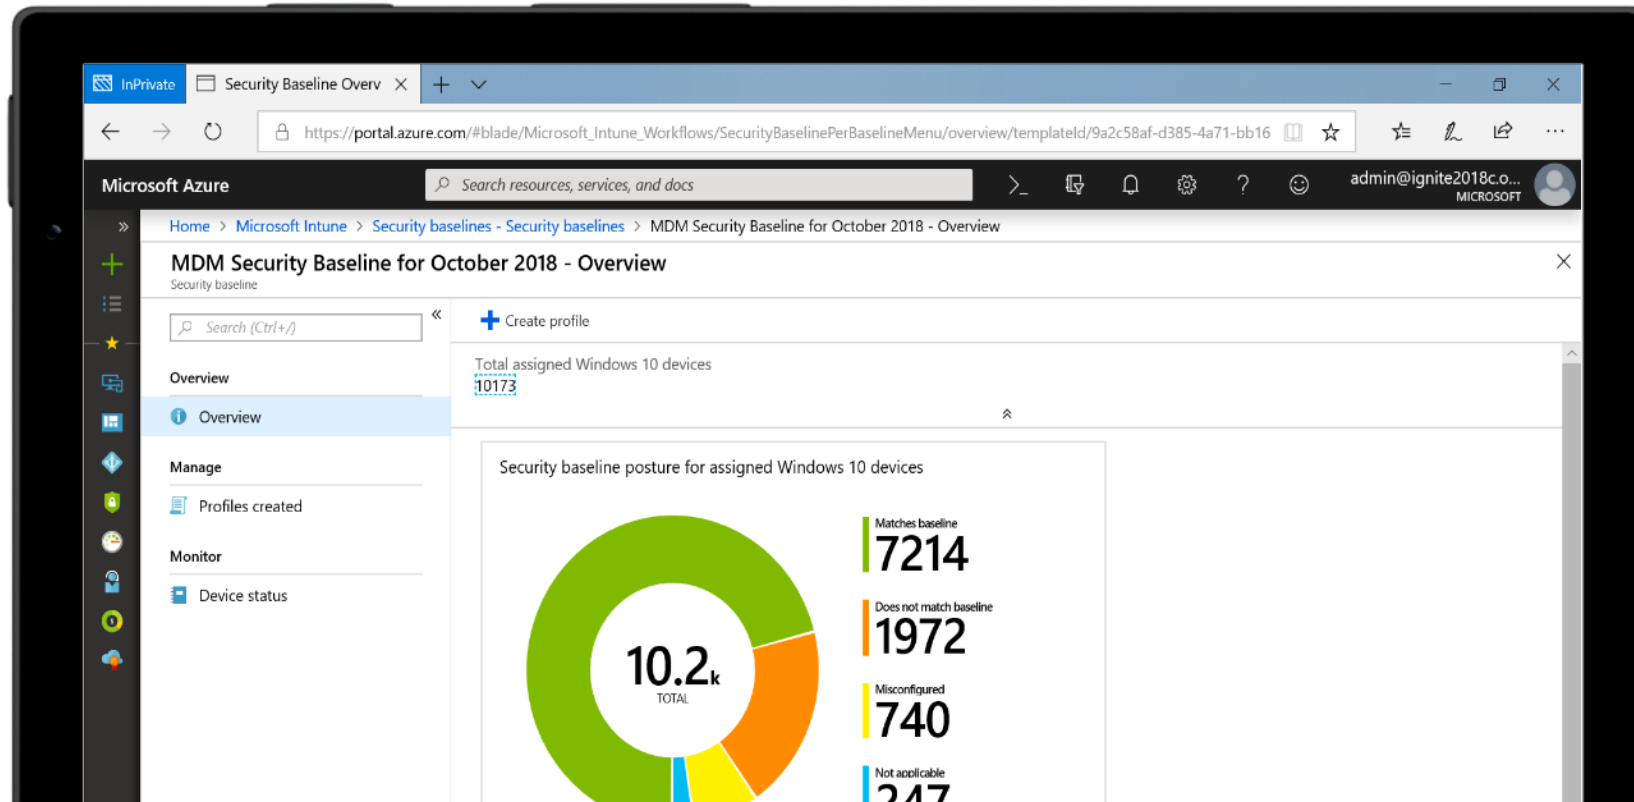 InPrivate
Security Baseline Overv
https://portal.azure.com/#blade/Microsoft_Intune_Workflows/SecurityBaselinePerBaselineMenu/overview/templateId/9a2c58af-d385-4a71-bb16
Microsoft Azure
Search resources, services, and docs
admin@ignite2018c.o...
MICROSOFT
Home > Microsoft Intune > Security baselines - Security baselines > MDM Security Baseline for October 2018 - Overview
MDM Security Baseline for October 2018 - Overview
Security baseline
Search (Ctrl+/)
Create profile
Total assigned Windows 10 devices
10173
Overview
Overview
Manage
Profiles created
Monitor
Device status
Security baseline posture for assigned Windows 10 devices
10.2k
TOTAL
Matches baseline
7214
Does not match baseline
1972
Misconfigured
740
Not applicable
247